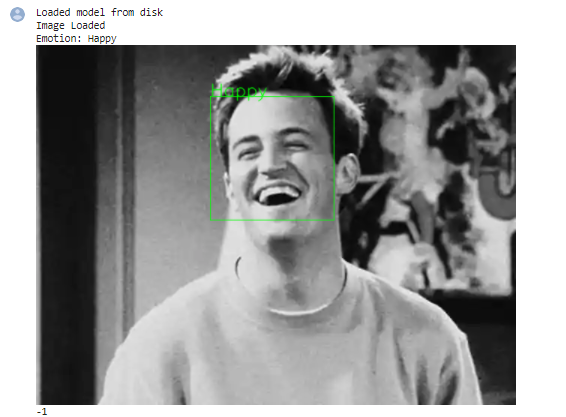 Loaded model from disk
Image Loaded
Emotion: Happy
Happy
-1